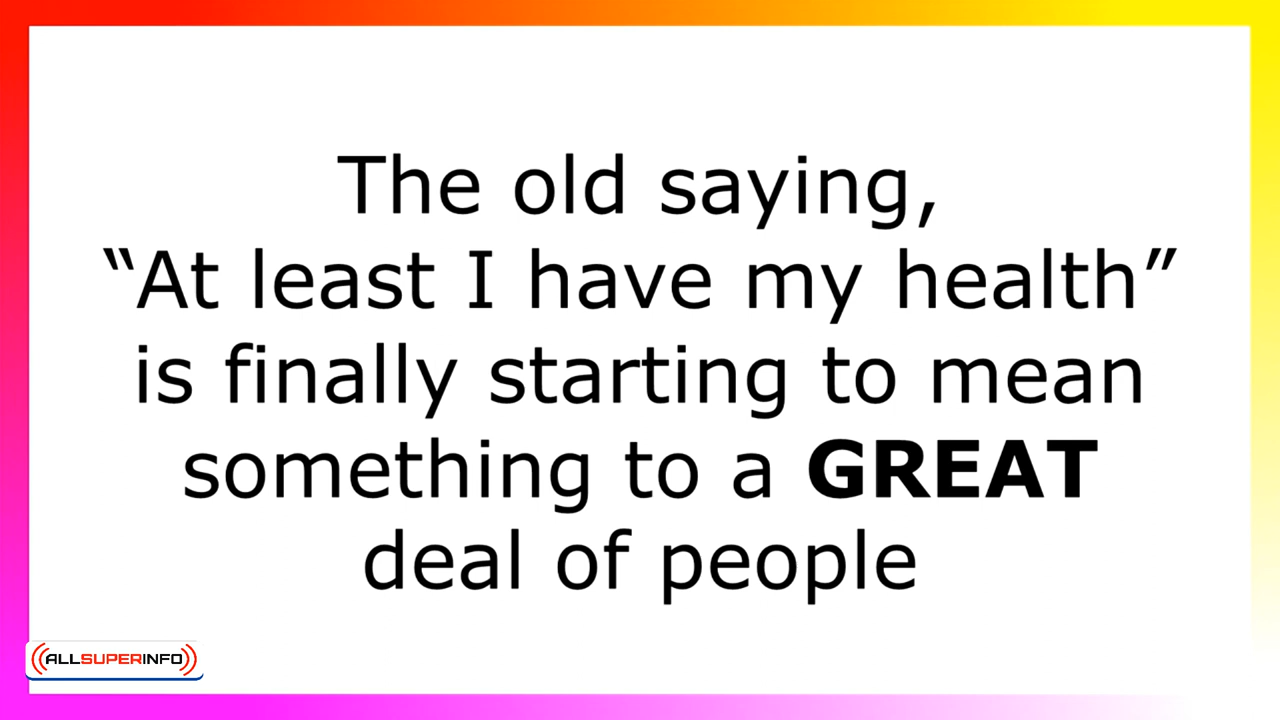 The old saying,
“At least I have my health”
is finally starting to mean
something to a GREAT
deal of people
ALLSUPERINFO